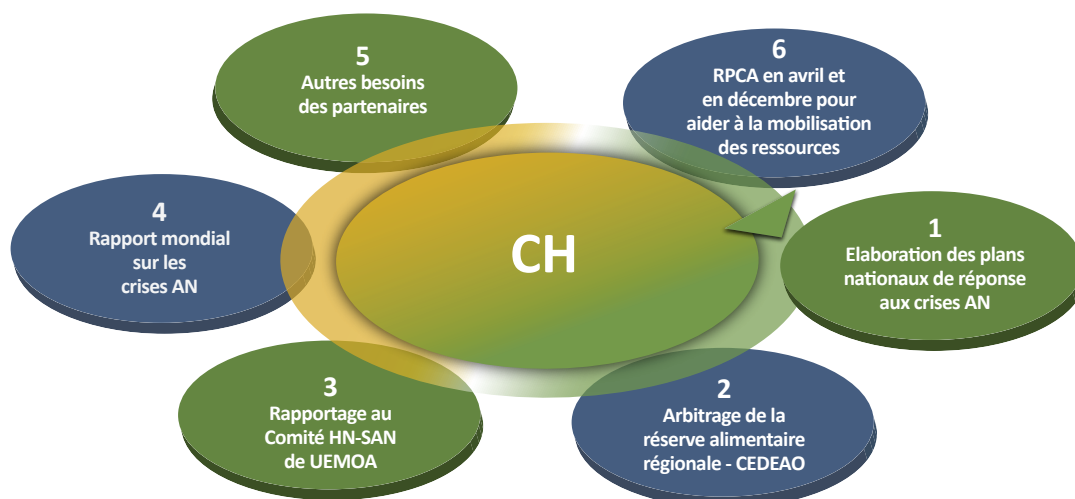 CH
1
Elaboration des plans
nationaux de réponse
aux crises AN
2
Arbitrage de la
réserve alimentaire
régionale - CEDEAO
3
Rapportage au
Comité HN-SAN
de UEMOA
4
Rapport mondial
sur les
crises AN
5
Autres besoins
des partenaires
6
RPCA en avril et
en décembre pour
aider à la mobilisation
des ressources